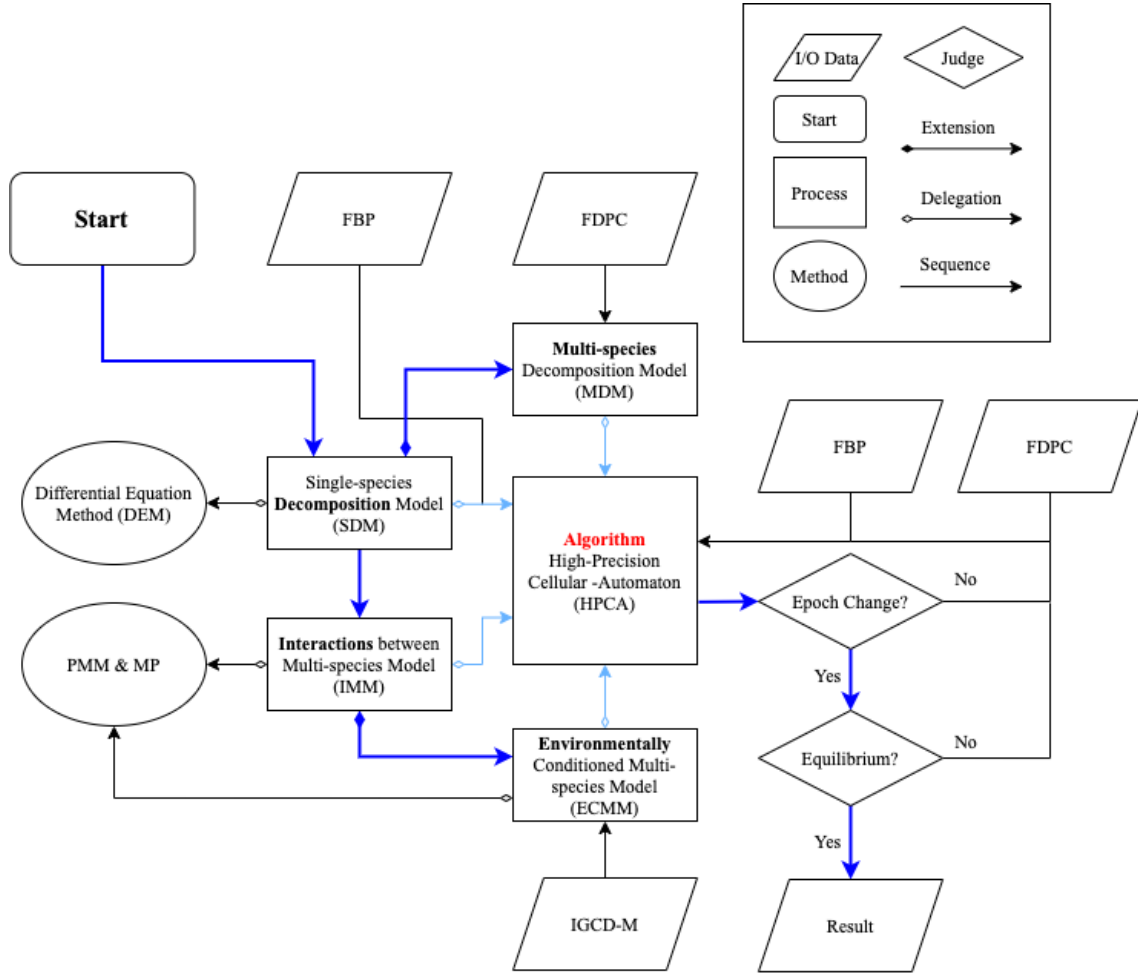 I/O Data
Judge
Start
Extension
Process
Delegation
Method
Sequence
Start
FBP
FDPC
Multi-species
Decomposition Model
(MDM)
FBP
FDPC
Differential Equation
Method (DEM)
Single-species
Decomposition Model
(SDM)
Algorithm
High-Precision
Cellular -Automaton
(HPCA)
Epoch Change?
No
PMM & MP
Interactions between
Multi-species Model
(IMM)
Yes
Environmentally
Conditioned Multi-
species Model
(ECMM)
Equilibrium?
No
Yes
IGCD-M
Result